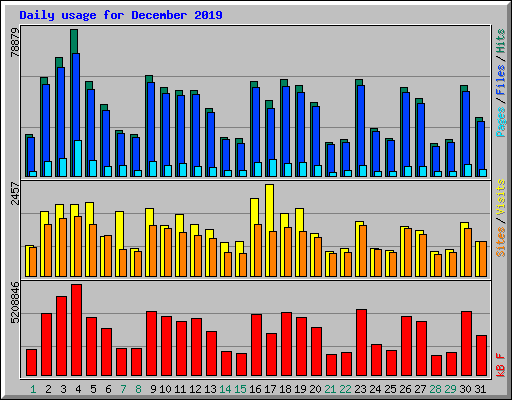 Daily usage for December 2019
78879
Pages / Files / Hits
2457
Sites / Visits
5208846
kB F
1 2 3 4 5 6 7 8 9 10 11 12 13 14 15 16 17 18 19 20 21 22 23 24 25 26 27 28 29 30 31